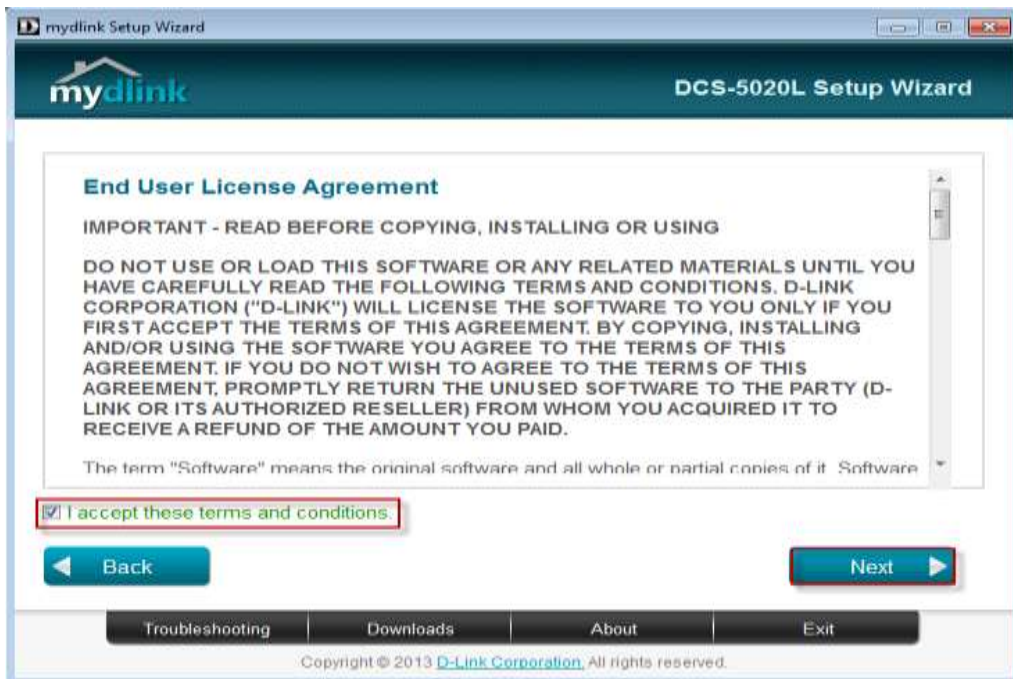 mydlink Setup Wizard
mydlink
DCS-5020L Setup Wizard
End User License Agreement
IMPORTANT - READ BEFORE COPYING, INSTALLING OR USING
DO NOT USE OR LOAD THIS SOFTWARE OR ANY RELATED MATERIALS UNTIL YOU
HAVE CAREFULLY READ THE FOLLOWING TERMS AND CONDITIONS. D-LINK
CORPORATION ("D-LINK") WILL LICENSE THE SOFTWARE TO YOU ONLY IF YOU
FIRST ACCEPT THE TERMS OF THIS AGREEMENT. BY COPYING, INSTALLING
AND/OR USING THE SOFTWARE YOU AGREE TO THE TERMS OF THIS
AGREEMENT. IF YOU DO NOT WISH TO AGREE TO THE TERMS OF THIS
AGREEMENT, PROMPTLY RETURN THE UNUSED SOFTWARE TO THE PARTY (D-
LINK OR ITS AUTHORIZED RESELLER) FROM WHOM YOU ACQUIRED IT TO
RECEIVE A REFUND OF THE AMOUNT YOU PAID.
The term "Software" means the original software and all whole or partial copies of it. Software
I accept these terms and conditions.
Back
Next
Troubleshooting
Downloads
About
Exit
Copyright © 2013 D-Link Corporation. All rights reserved.